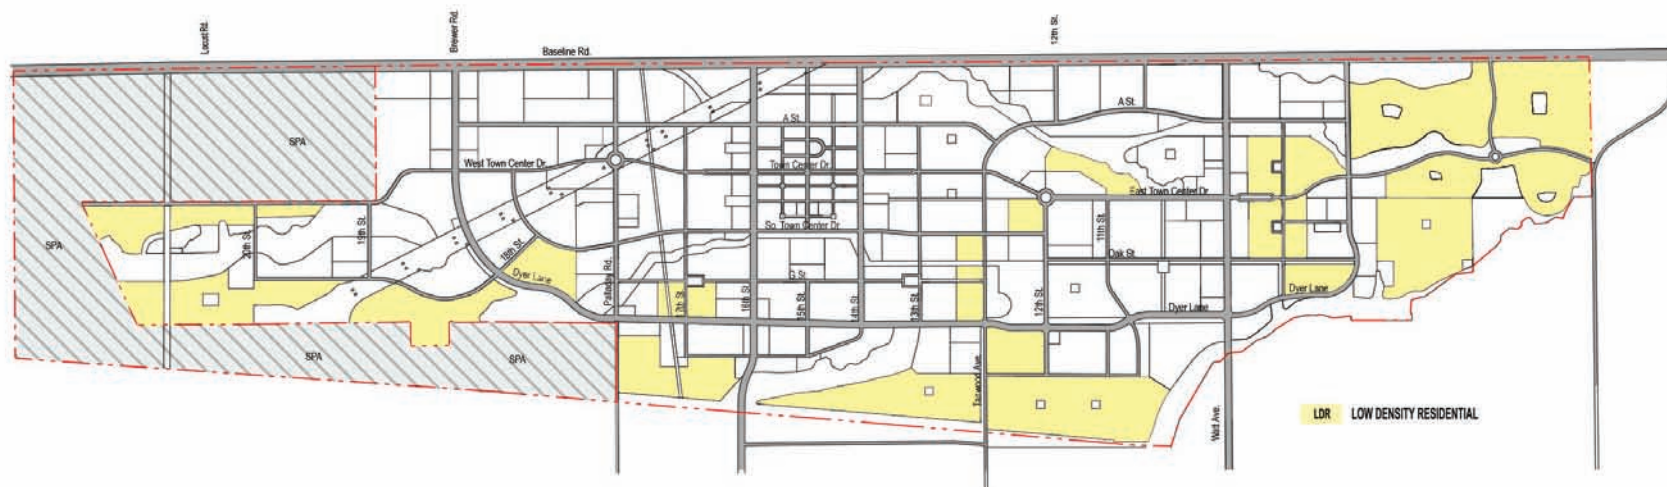 Locust Rd.
Brewer Rd.
Baseline Rd.
12th St.
A St.
A St.
SPA
West Town Center Dr.
Town Center Dr.
East Town Center Dr.
So. Town Center Dr.
SPA
20th St.
19th St.
18th St.
Dyer Lane
Palladay Rd.
17th St.
16th St.
G St.
15th St.
14th St.
13th St.
12th St.
11th St.
Oak St.
Dyer Lane
Dyer Lane
SPA
SPA
Tanwood Ave.
Watt Ave.
LDR LOW DENSITY RESIDENTIAL